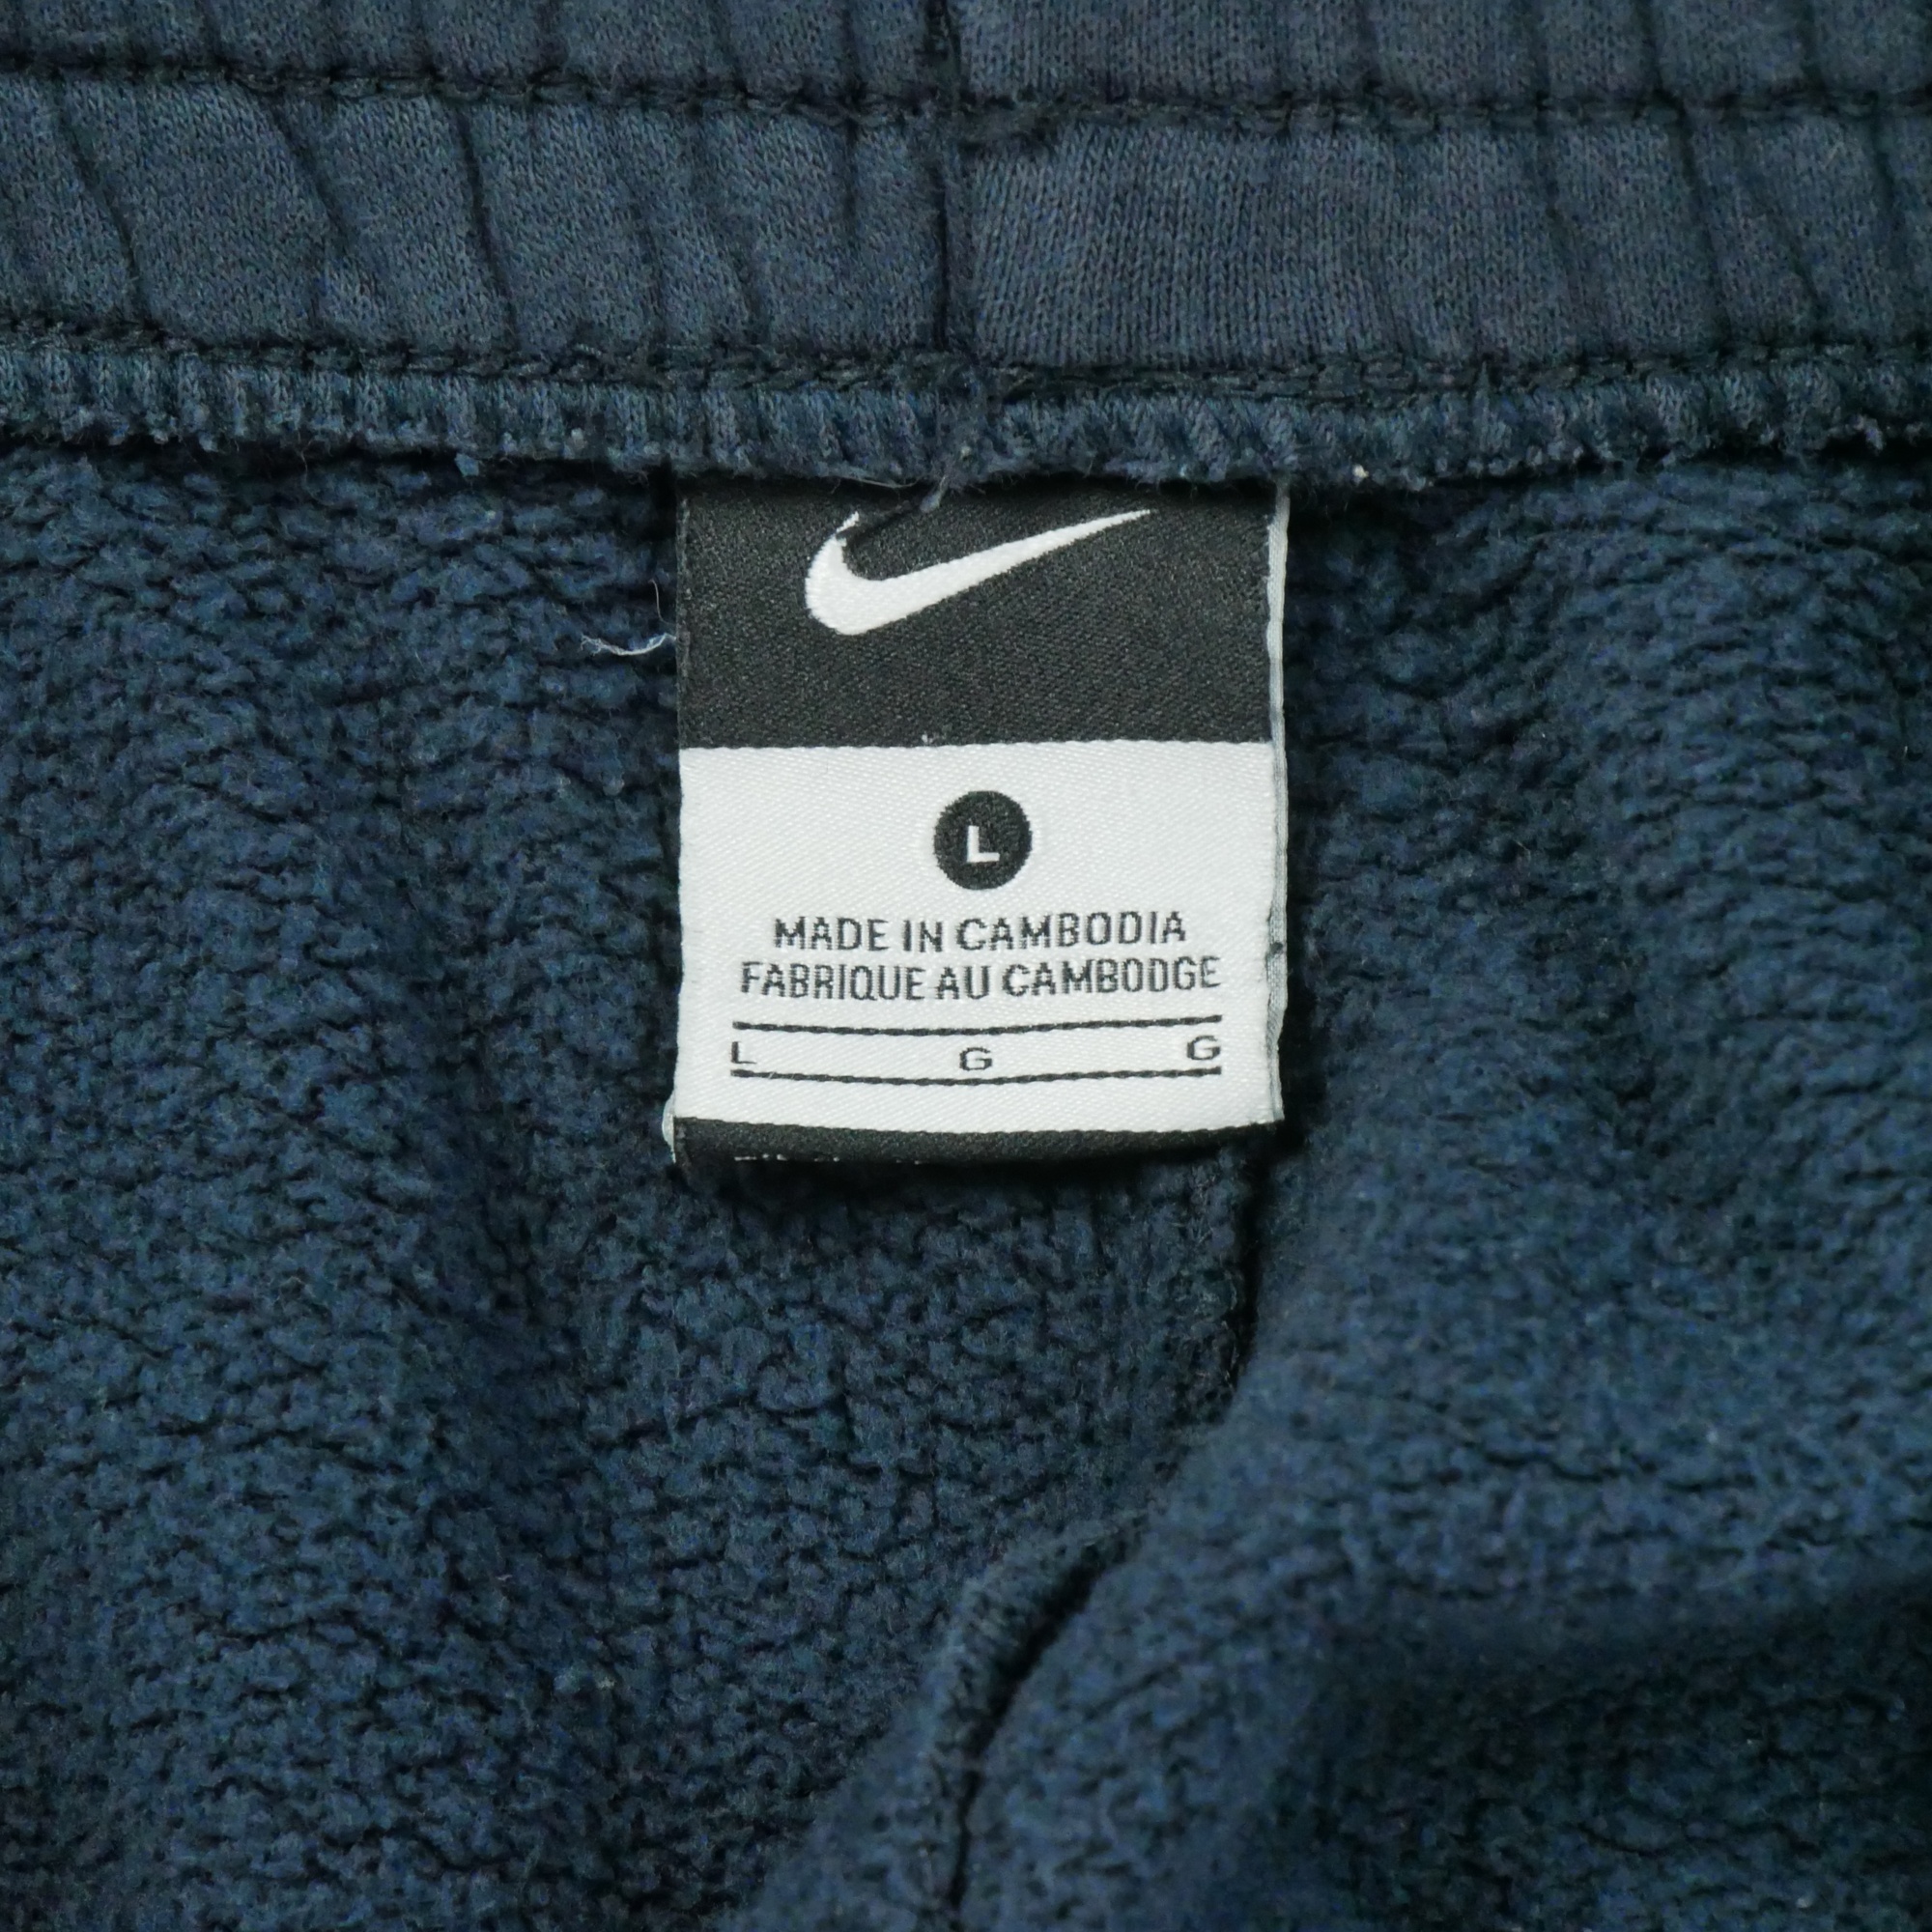 L
MADE IN CAMBODIA
FABRIQUE AU CAMBODGE
L G G